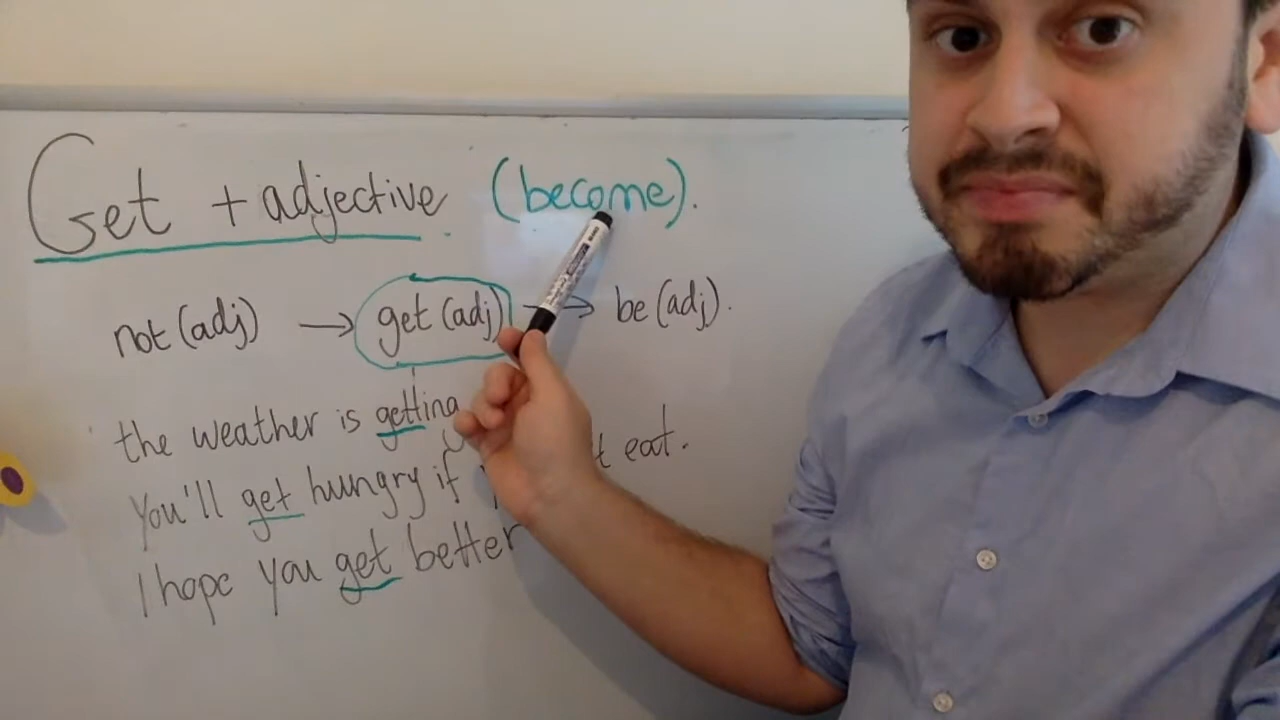 Get + adjective (become).
not (adj) → get (adj) → be (adj).
the weather is getting
You'll get hungry if eat.
I hope you get better